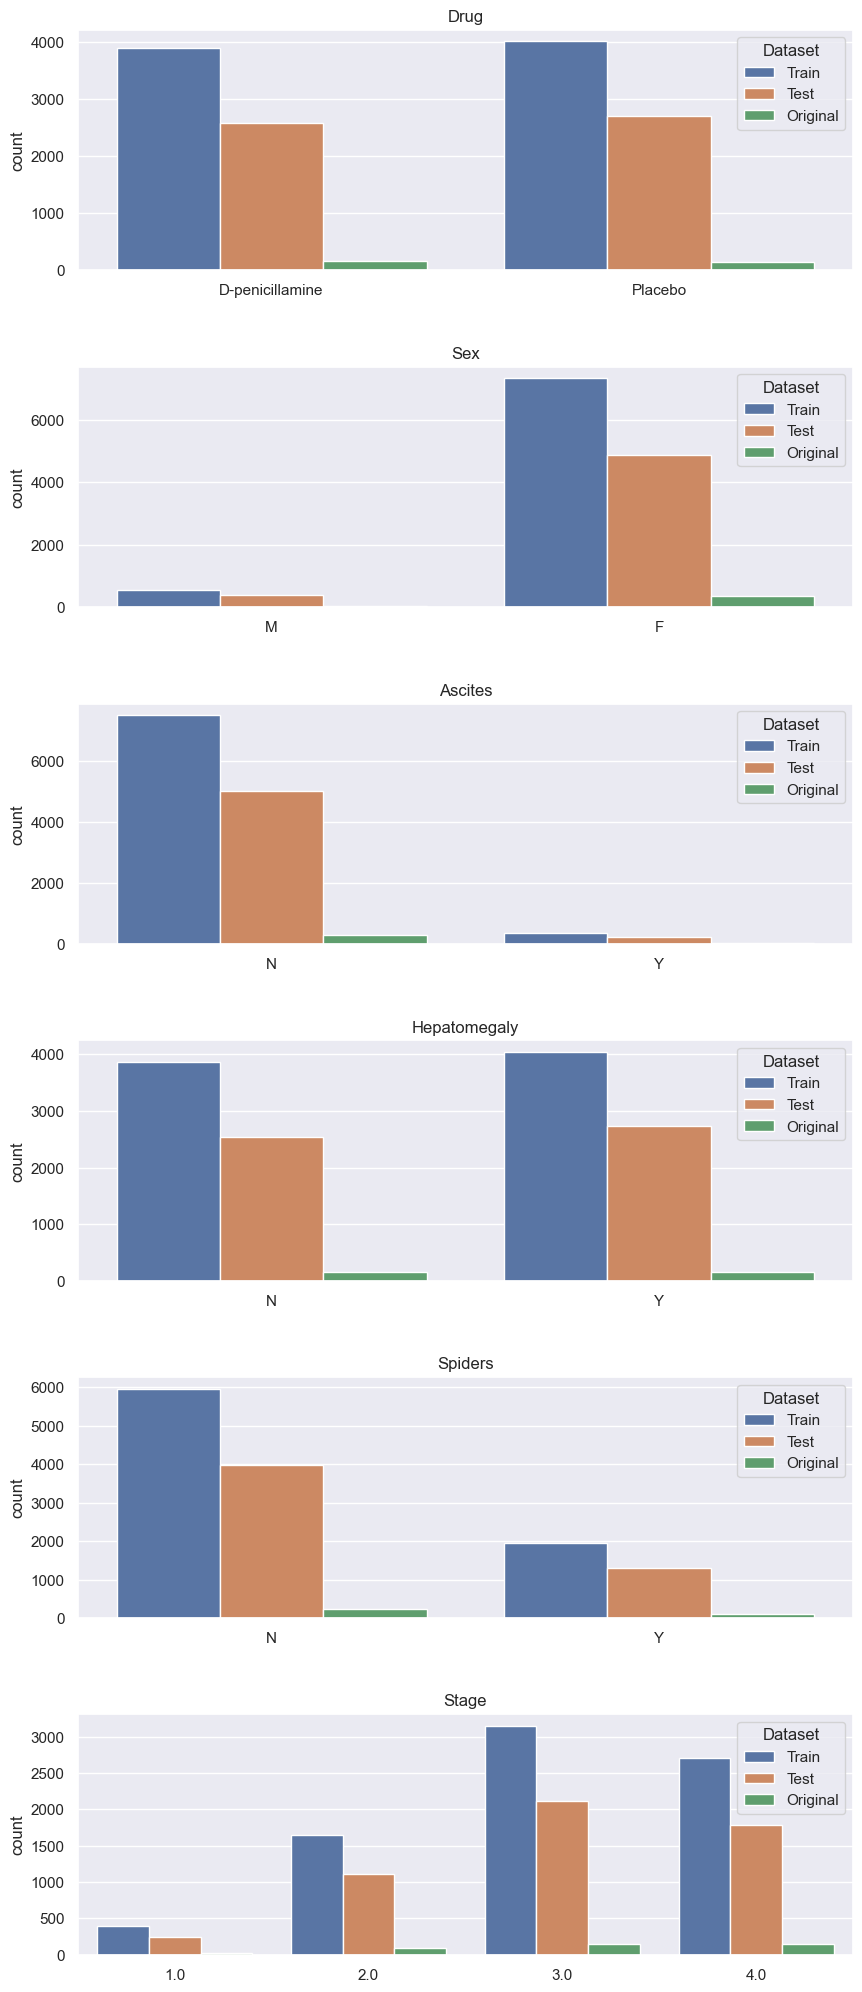 Drug
4000
3000
2000
1000
0
count
Dataset
Train
Test
Original
D-penicillamine Placebo
Sex
6000
4000
2000
0
count
Dataset
Train
Test
Original
M F
Ascites
6000
4000
2000
0
count
Dataset
Train
Test
Original
N Y
Hepatomegaly
4000
3000
2000
1000
0
count
Dataset
Train
Test
Original
N Y
Spiders
6000
5000
4000
3000
2000
1000
0
count
Dataset
Train
Test
Original
N Y
Stage
3000
2500
2000
1500
1000
500
0
count
Dataset
Train
Test
Original
1.0 2.0 3.0 4.0